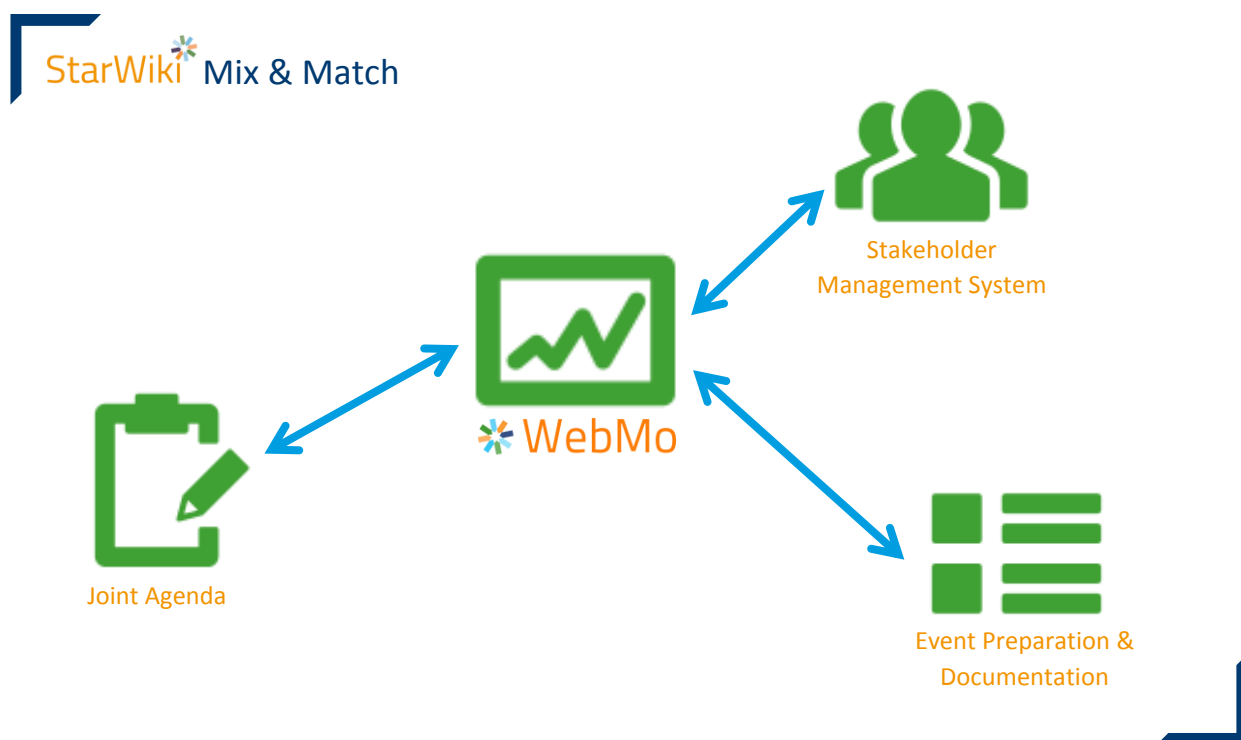 StarWiki Mix & Match
Stakeholder
Management System
WebMo
Joint Agenda
Event Preparation &
Documentation